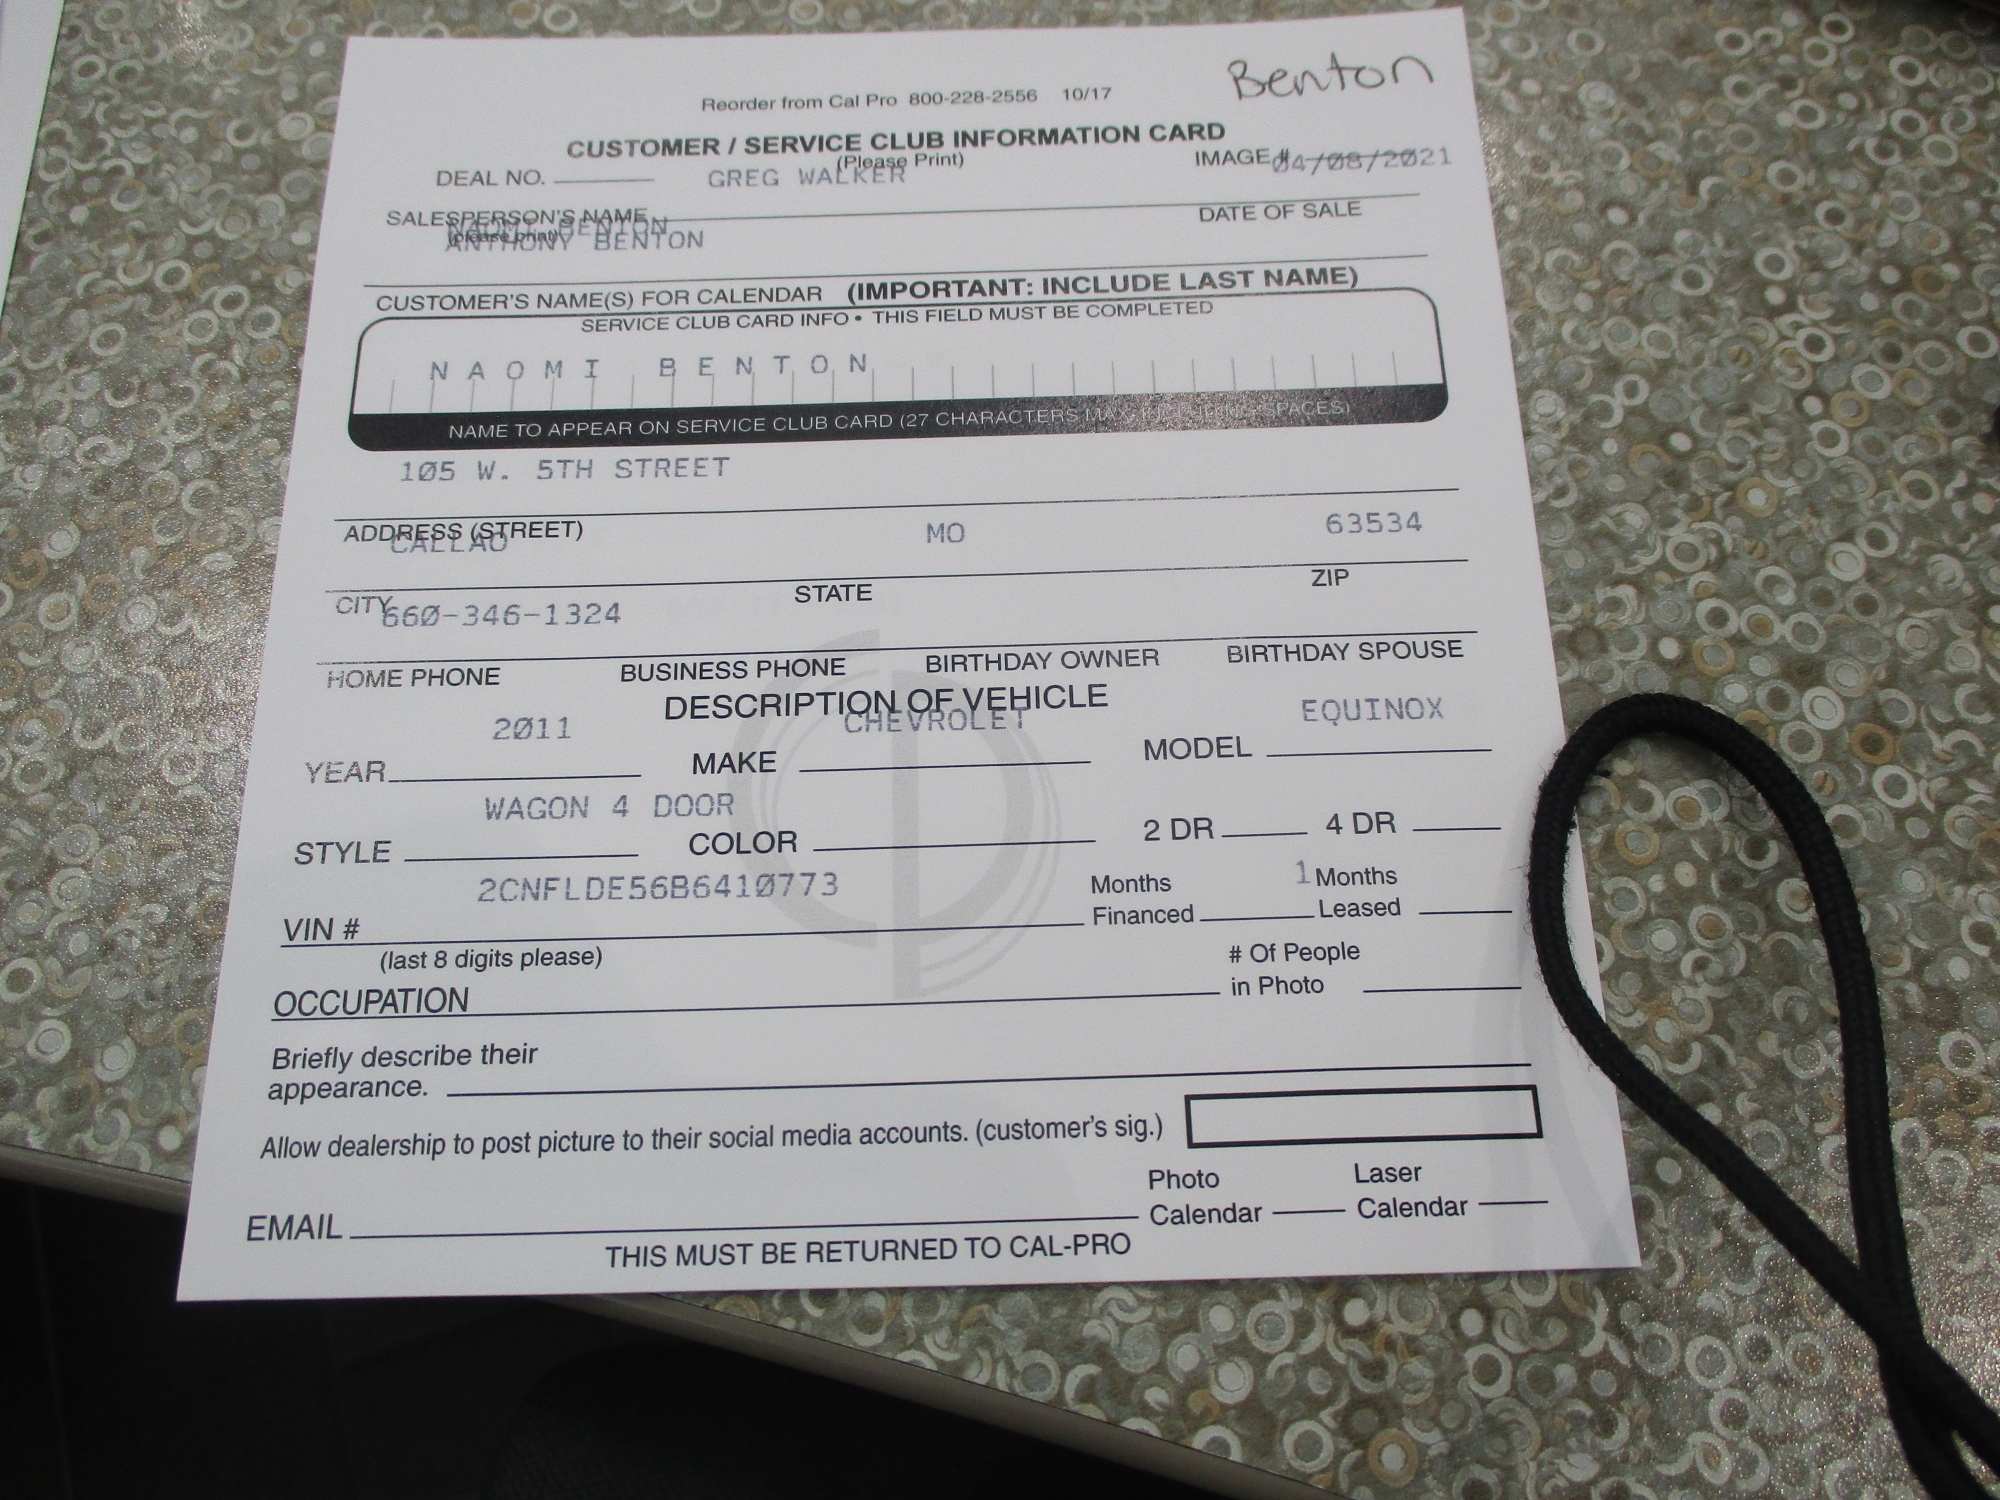 Benton
Reorder from Cal Pro 800-228-2556 10/17
CUSTOMER / SERVICE CLUB INFORMATION CARD
(Please Print)
DEAL NO. GREG WALKER IMAGE # 04/08/2021
SALESPERSON'S NAME DATE OF SALE
(please print)
NAOMI BENTON
ANTHONY BENTON
CUSTOMER'S NAME(S) FOR CALENDAR (IMPORTANT: INCLUDE LAST NAME)
SERVICE CLUB CARD INFO • THIS FIELD MUST BE COMPLETED
NAOMI BENTON
NAME TO APPEAR ON SERVICE CLUB CARD (27 CHARACTERS MAX. INCLUDING SPACES)
105 W. 5TH STREET
ADDRESS (STREET)
CALLAO MO 63534
CITY STATE ZIP
660-346-1324
HOME PHONE BUSINESS PHONE BIRTHDAY OWNER BIRTHDAY SPOUSE
DESCRIPTION OF VEHICLE
2011 CHEVROLET EQUINOX
YEAR MAKE MODEL
WAGON 4 DOOR
STYLE COLOR 2 DR 4 DR
2CNFLDE56B6410773 1
VIN # Months Financed Months Leased
(last 8 digits please)
OCCUPATION # Of People in Photo
Briefly describe their
appearance.
Allow dealership to post picture to their social media accounts. (customer's sig.)
EMAIL Photo Calendar Laser Calendar
THIS MUST BE RETURNED TO CAL-PRO